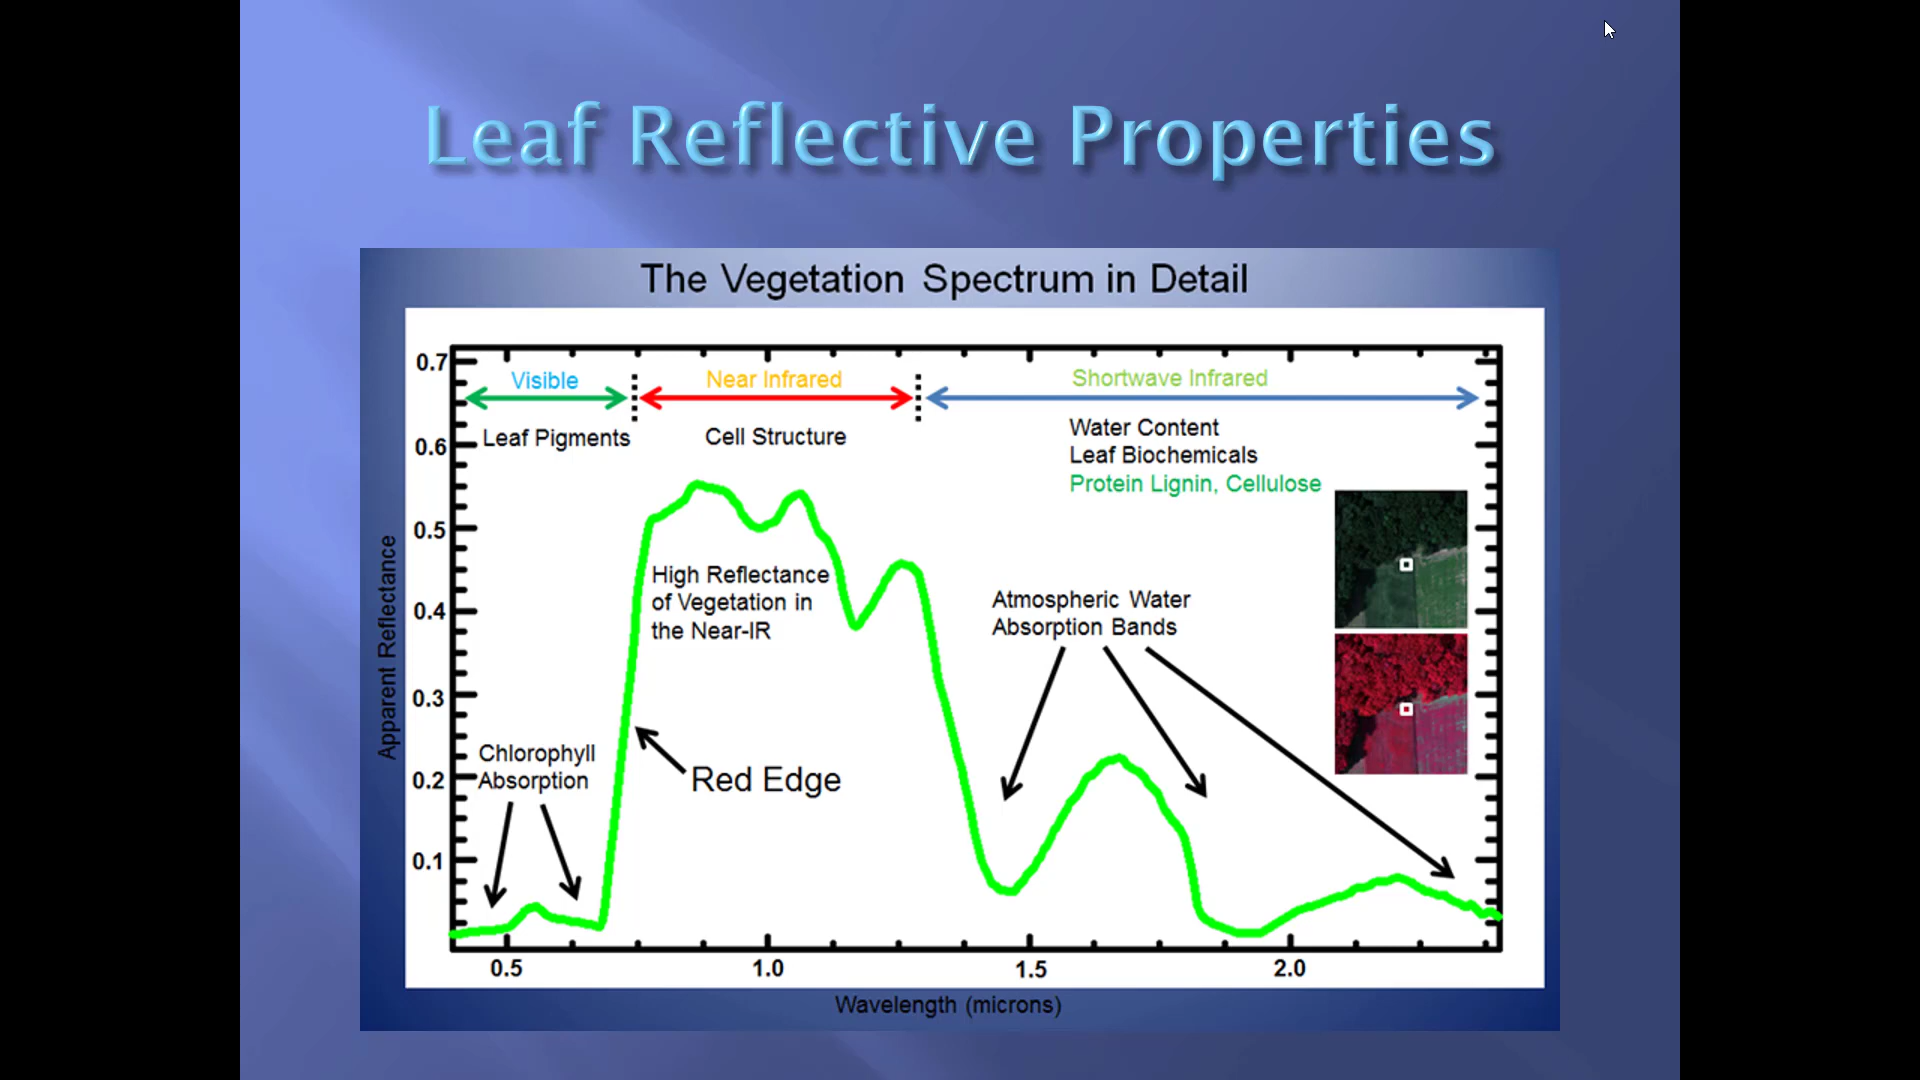 Leaf Reflective Properties
The Vegetation Spectrum in Detail
0.7
0.6
0.5
0.4
0.3
0.2
0.1
Apparent Reflectance
Visible
Near Infrared
Shortwave Infrared
Leaf Pigments
Cell Structure
Water Content
Leaf Biochemicals
Protein Lignin, Cellulose
High Reflectance
of Vegetation in
the Near-IR
Atmospheric Water
Absorption Bands
Chlorophyll
Absorption
Red Edge
0.5
1.0
1.5
2.0
Wavelength (microns)